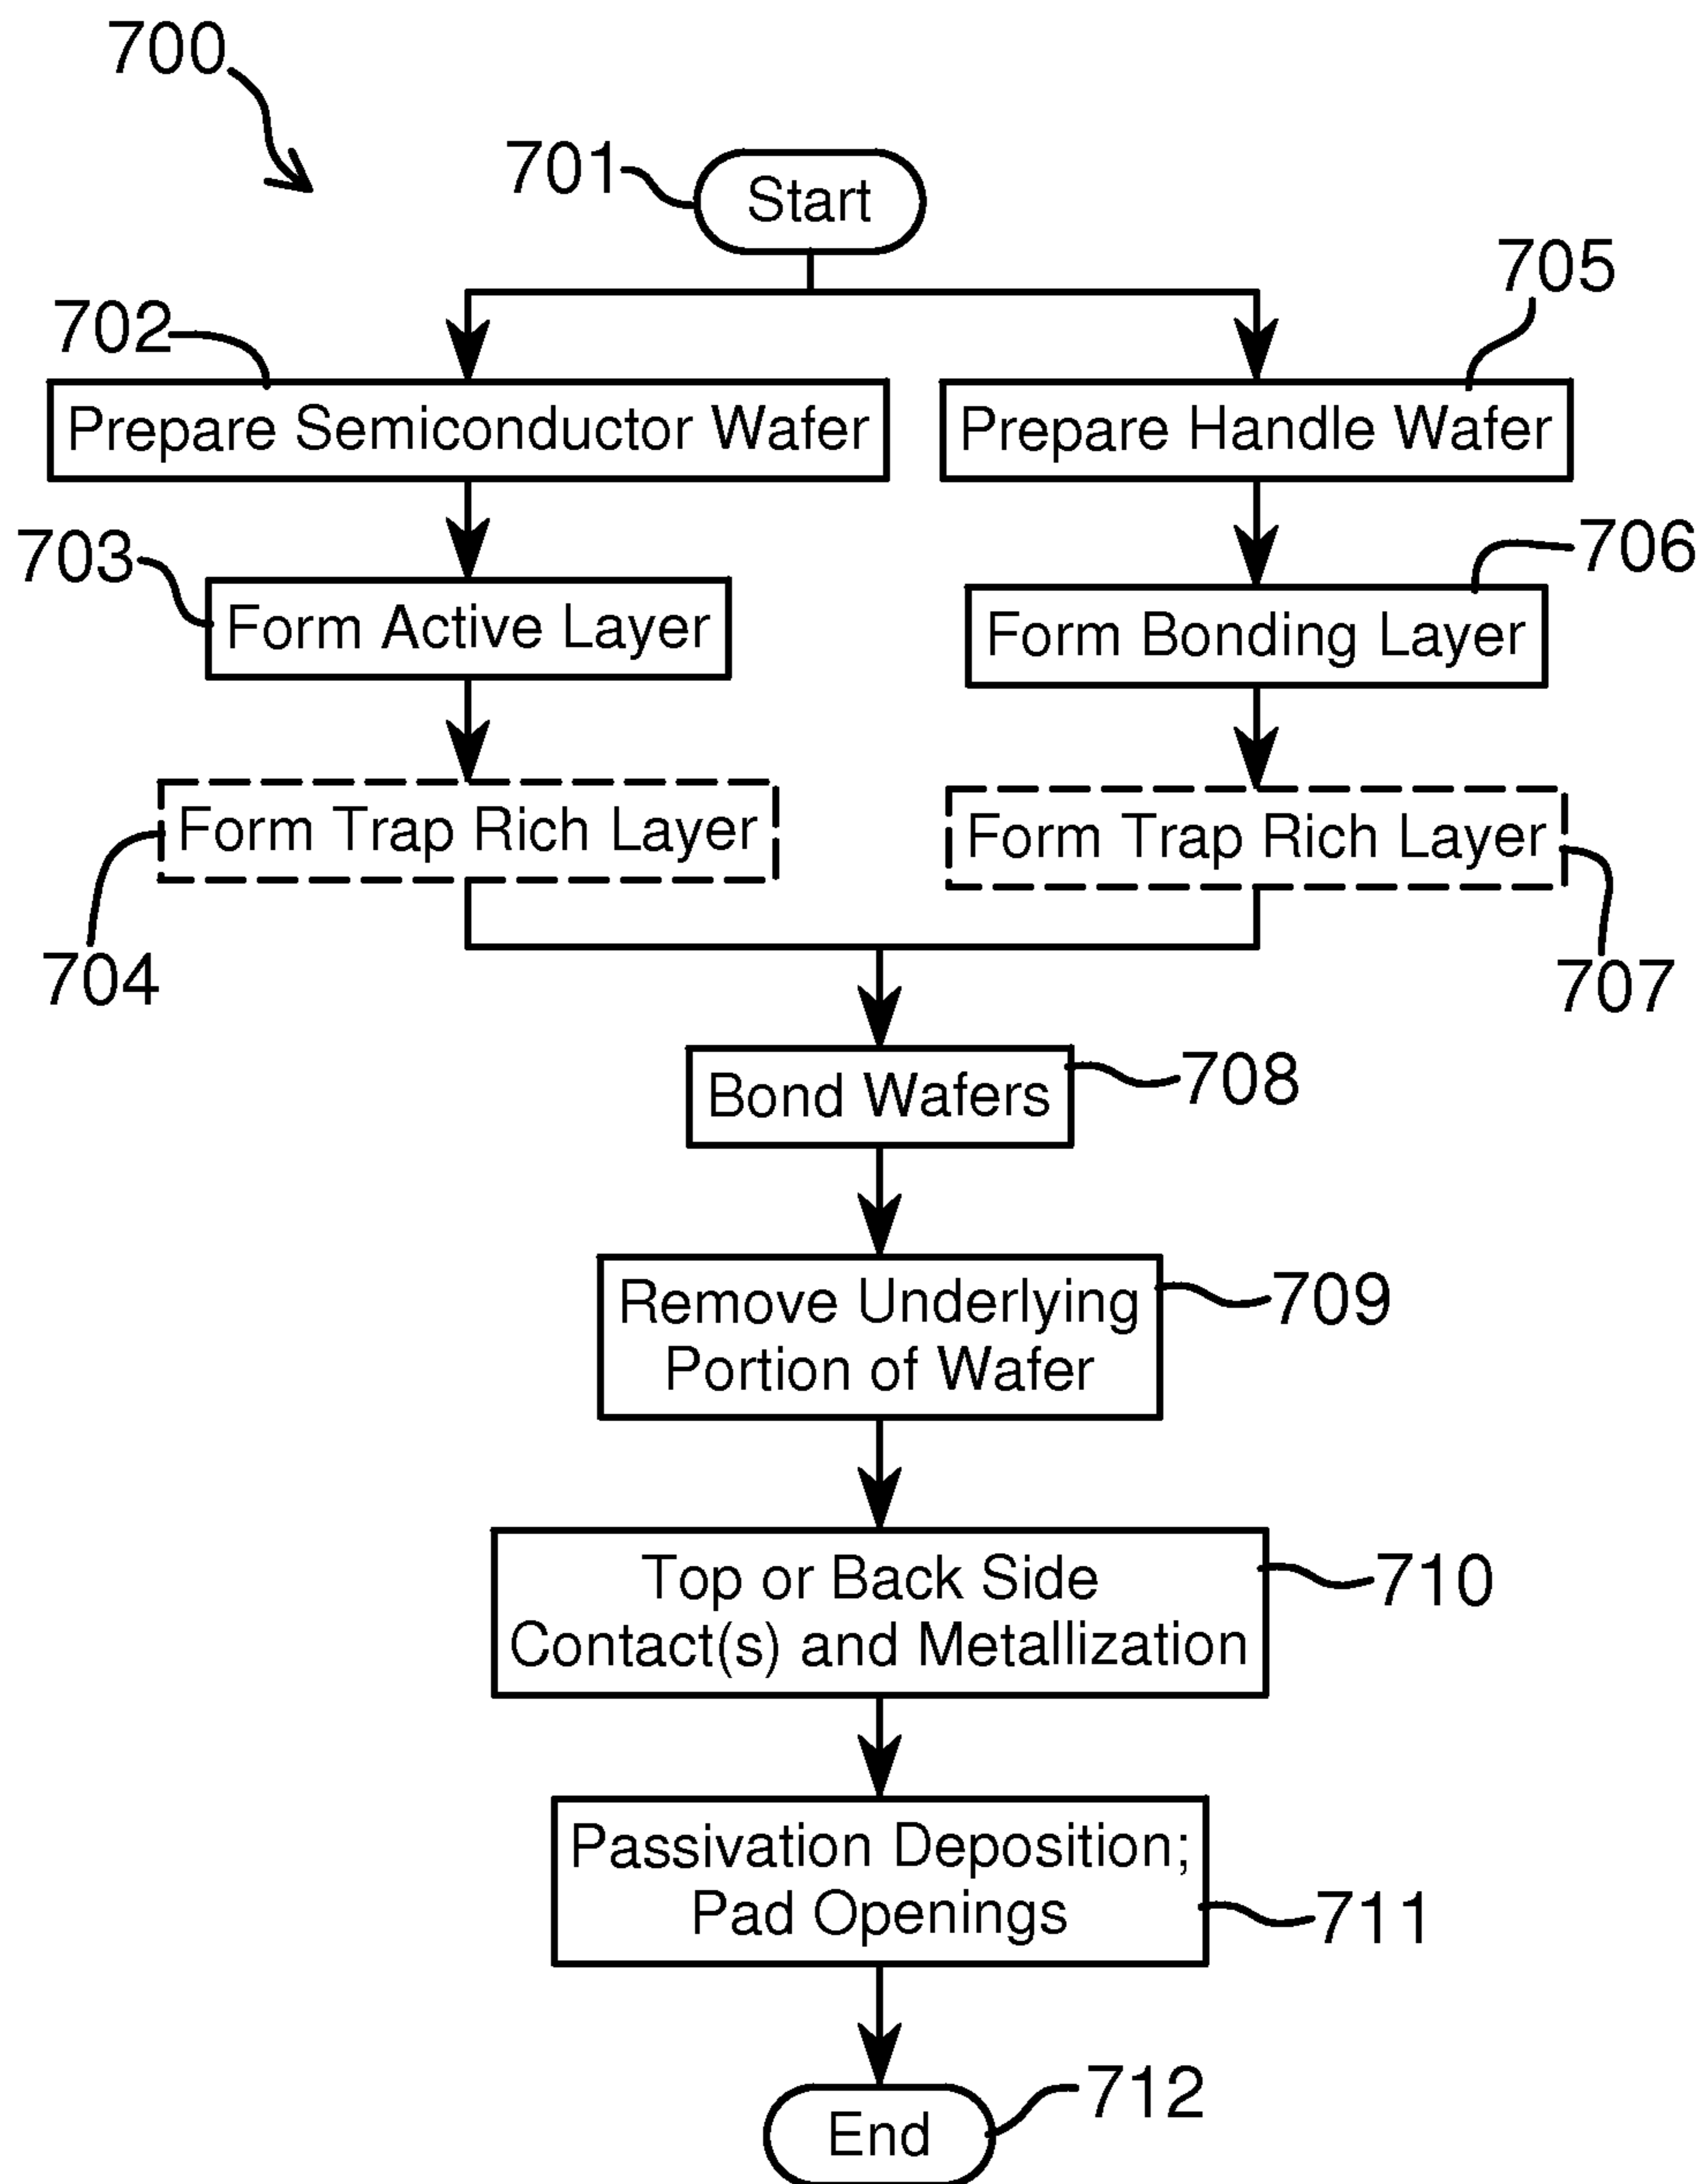 700
701
Start
702
705
Prepare Semiconductor Wafer
Prepare Handle Wafer
703
706
Form Active Layer
Form Bonding Layer
Form Trap Rich Layer
Form Trap Rich Layer
704
707
Bond Wafers
708
Remove Underlying
Portion of Wafer
709
Top or Back Side
Contact(s) and Metallization
710
Passivation Deposition;
Pad Openings
711
712
End